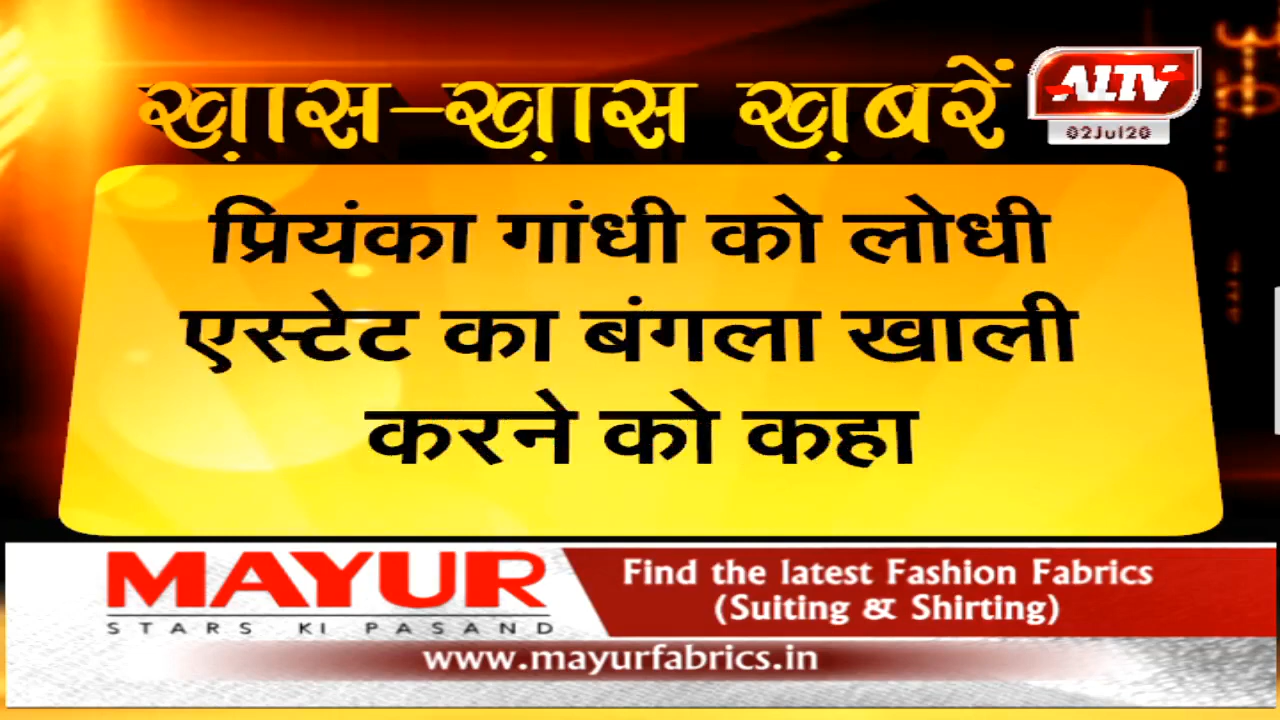 ख़ास-ख़ास ख़बरें
ALTV
02Jul20
प्रियंका गांधी को लोधी
एस्टेट का बंगला खाली
करने को कहा
MAYUR
STARS KI PASAND
Find the latest Fashion Fabrics
(Suiting & Shirting)
www.mayurfabrics.in